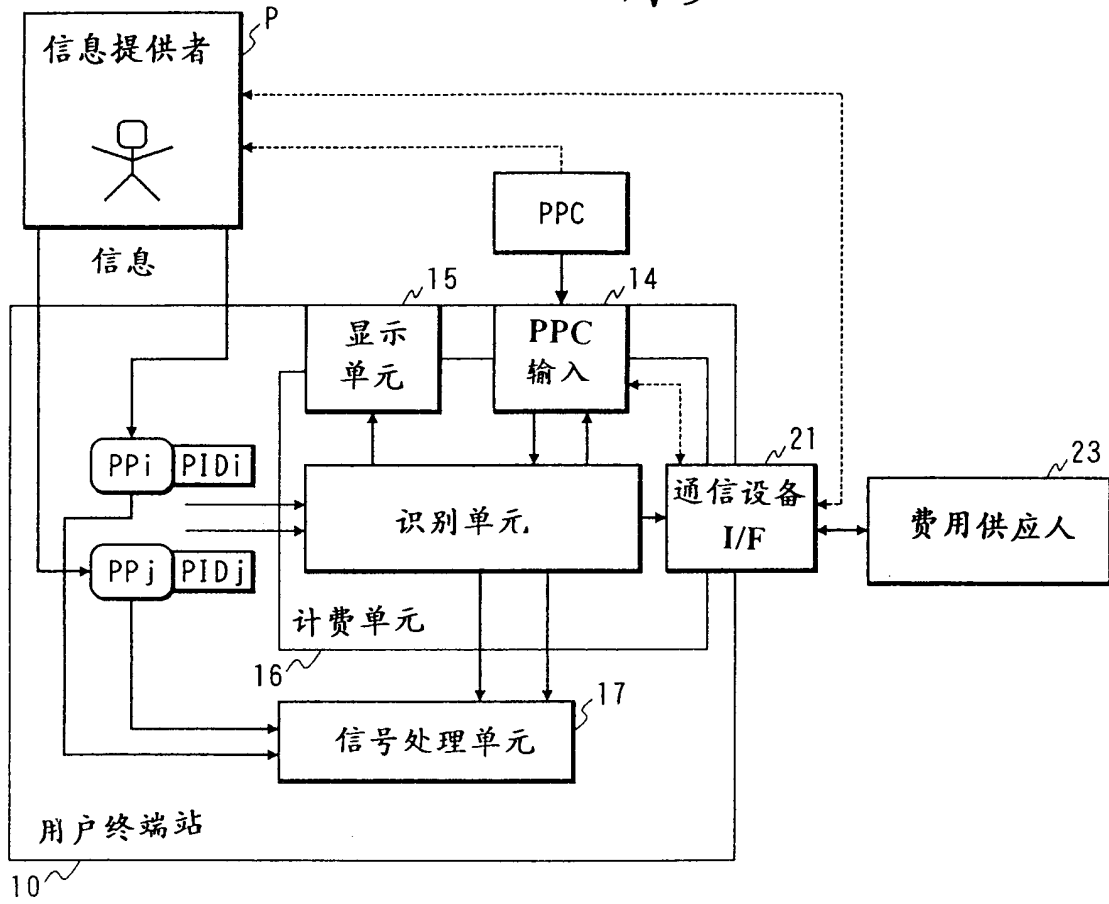 P
信息提供者
PPC
信息
15
14
显示
单元
PPC
输入
21
23
PPi
PIDi
识别单元
通信设备
I/F
费用供应人
PPj
PIDj
计费单元
16
17
信号处理单元
用户终端站
10